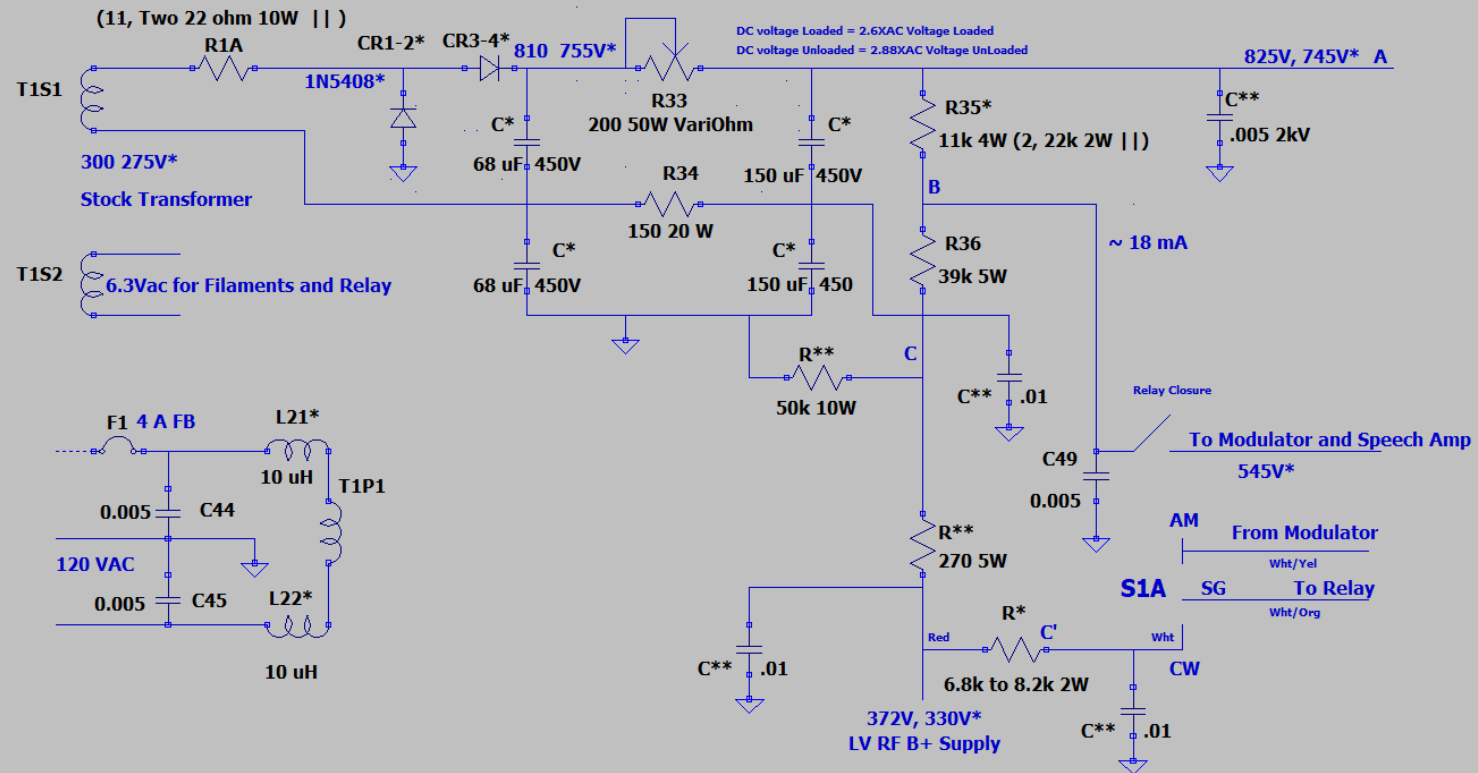 (11, Two 22 ohm 10W || )
R1A
CR1-2*
CR3-4*
810 755V*
DC voltage Loaded = 2.6XAC Voltage Loaded
DC voltage Unloaded = 2.88XAC Voltage UnLoaded
825V, 745V* A
T1S1
1N5408*
R33
200 50W VariOhm
C*
68 uF 450V
C*
150 uF 450V
R35*
11k 4W (2, 22k 2W ||)
C**
.005 2kV
300 275V*
Stock Transformer
R34
150 20 W
B
~ 18 mA
T1S2
6.3Vac for Filaments and Relay
C*
68 uF 450V
C*
150 uF 450
R36
39k 5W
C
R**
50k 10W
C**
.01
Relay Closure
To Modulator and Speech Amp
545V*
C49
0.005
F1 4 A FB
L21*
10 uH
T1P1
0.005
C44
120 VAC
0.005
C45
L22*
10 uH
R**
270 5W
AM
From Modulator
Wht/Yel
S1A
SG
To Relay
Wht/Org
C**
.01
Red
R*
C'
Wht
6.8k to 8.2k 2W
CW
C**
.01
372V, 330V*
LV RF B+ Supply